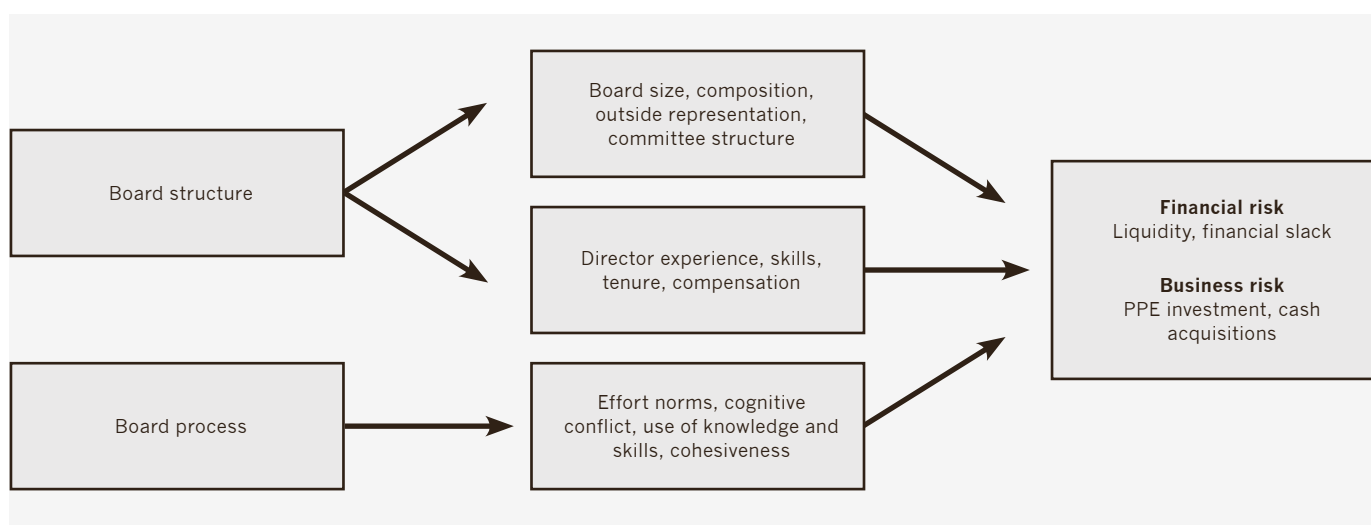 Board structure
Board process
Board size, composition,
outside representation,
committee structure
Director experience, skills,
tenure, compensation
Effort norms, cognitive
conflict, use of knowledge and
skills, cohesiveness
Financial risk
Liquidity, financial slack
Business risk
PPE investment, cash
acquisitions